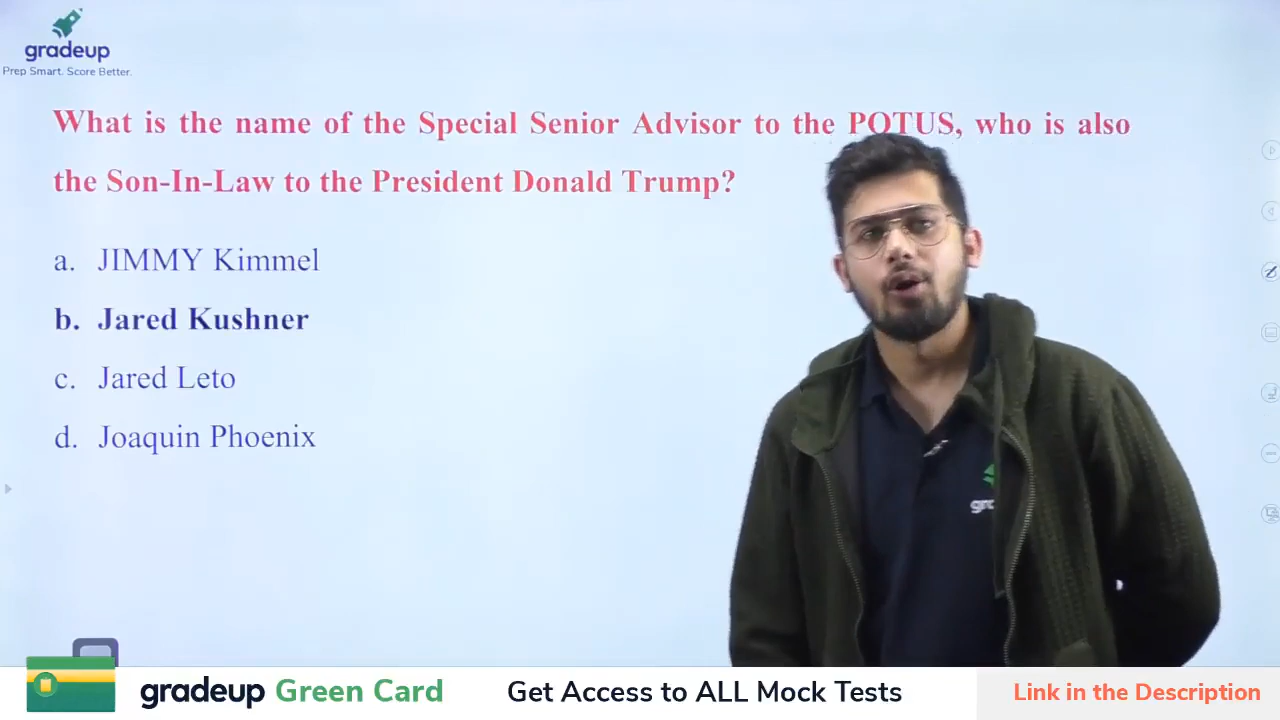 gradeup
Prep Smart. Score Better.
What is the name of the Special Senior Advisor to the POTUS, who is also
the Son-In-Law to the President Donald Trump?
a. JIMMY Kimmel
b. Jared Kushner
c. Jared Leto
d. Joaquin Phoenix
gradeup Green Card
Get Access to ALL Mock Tests
Link in the Description